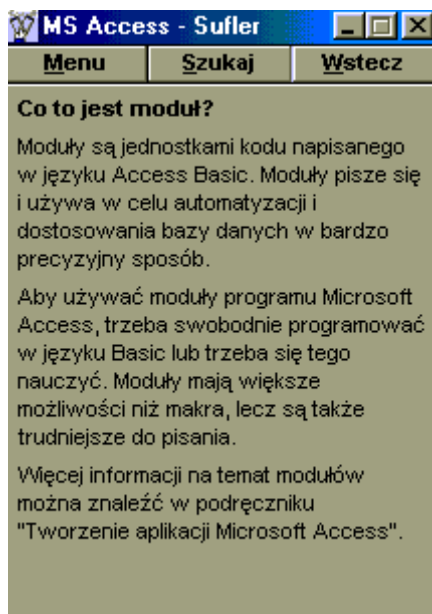 MS Access - Sufler
Menu Szukaj Wstecz
Co to jest moduł?
Moduły są jednostkami kodu napisanego
w języku Access Basic. Moduły pisze się
i używa w celu automatyzacji i
dostosowania bazy danych w bardzo
precyzyjny sposób.
Aby używać moduły programu Microsoft
Access, trzeba swobodnie programować
w języku Basic lub trzeba się tego
nauczyć. Moduły mają większe
możliwości niż makra, lecz są także
trudniejsze do pisania.
Więcej informacji na temat modułów
można znaleźć w podręczniku
"Tworzenie aplikacji Microsoft Access".